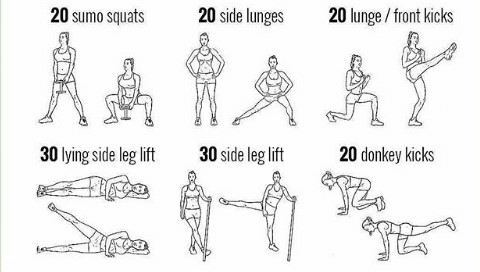 20 sumo squats
20 side lunges
20 lunge / front kicks
30 lying side leg lift
30 side leg lift
20 donkey kicks